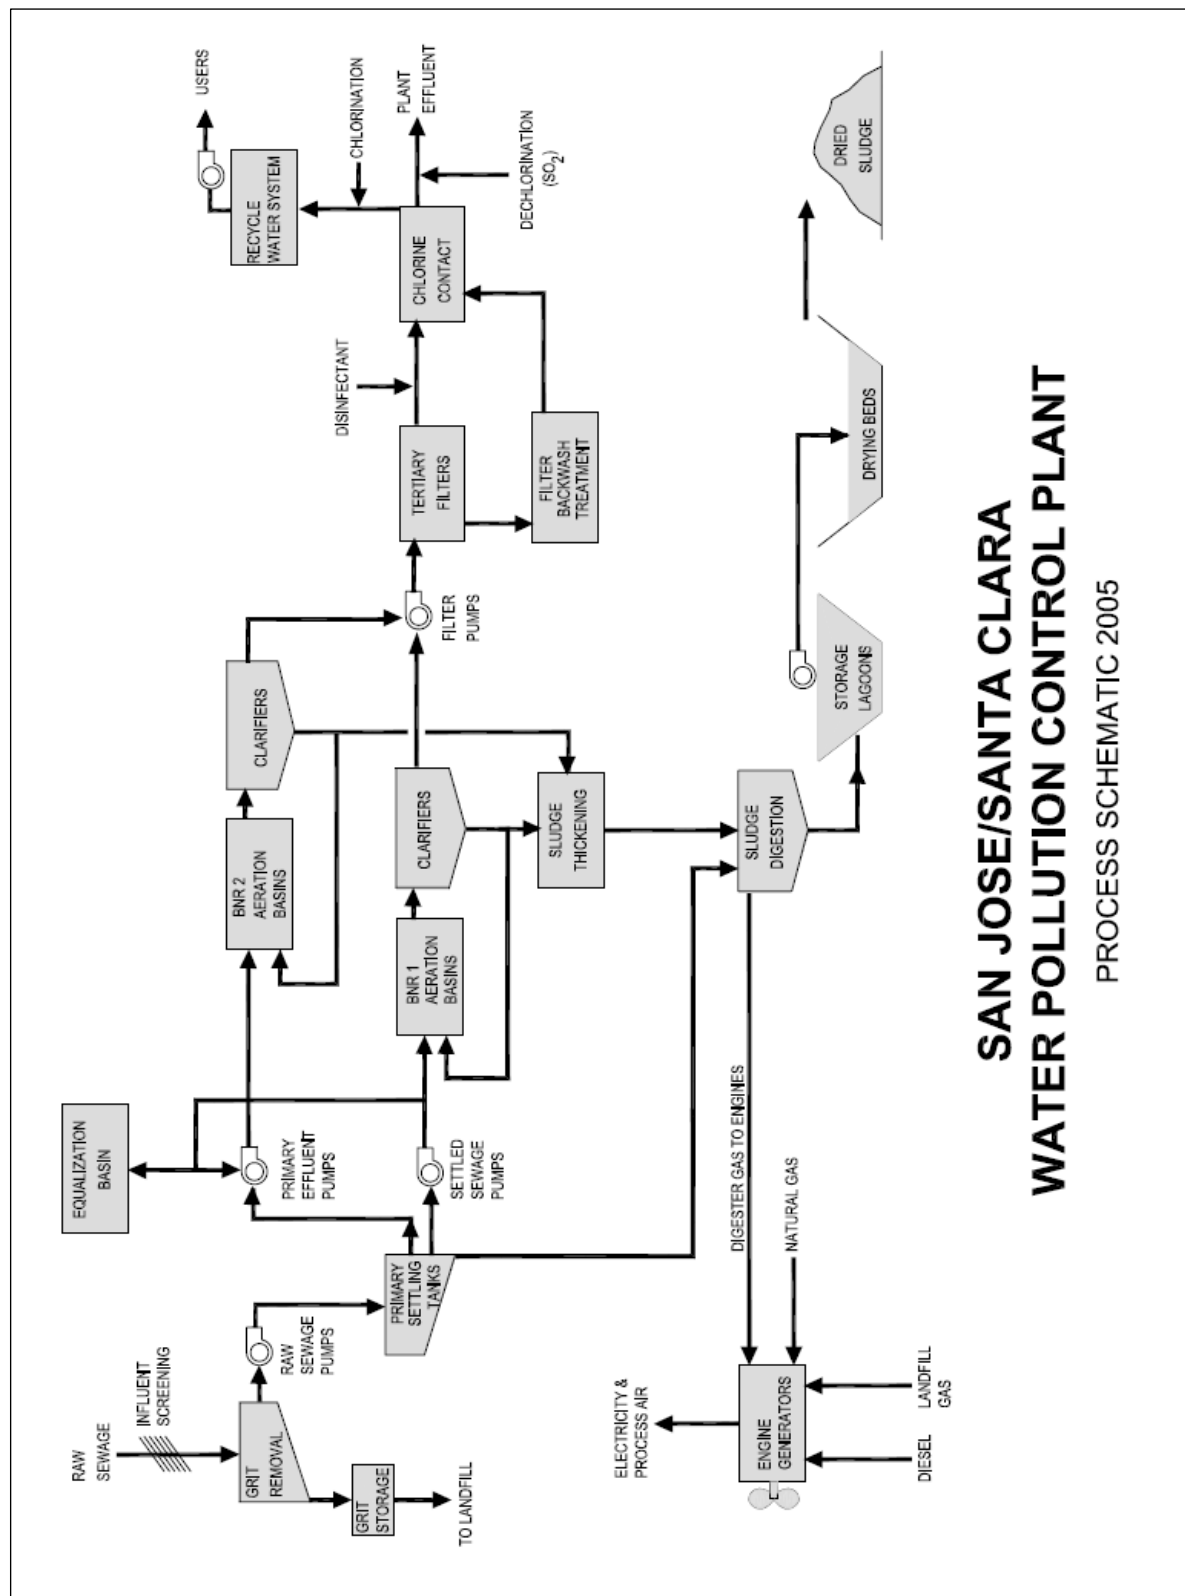 RAW
SEWAGE
INFLUENT
SCREENING
GRIT
REMOVAL
GRIT
STORAGE
TO LANDFILL
RAW
SEWAGE
PUMPS
PRIMARY
SETTLING
TANKS
EQUALIZATION
BASIN
PRIMARY
EFFLUENT
PUMPS
SETTLED
SEWAGE
PUMPS
BNR 2
AERATION
BASINS
CLARIFIERS
BNR 1
AERATION
BASINS
CLARIFIERS
SLUDGE
THICKENING
FILTER
PUMPS
TERTIARY
FILTERS
FILTER
BACKWASH
TREATMENT
DISINFECTANT
CHLORINE
CONTACT
RECYCLE
WATER SYSTEM
USERS
CHLORINATION
PLANT
EFFLUENT
DECHLORINATION
(SO₂)
SLUDGE
DIGESTION
STORAGE
LAGOONS
DRYING BEDS
DRIED
SLUDGE
DIGESTER GAS TO ENGINES
NATURAL GAS
ELECTRICITY &
PROCESS AIR
ENGINE
GENERATORS
DIESEL
LANDFILL
GAS
SAN JOSE/SANTA CLARA
WATER POLLUTION CONTROL PLANT
PROCESS SCHEMATIC 2005